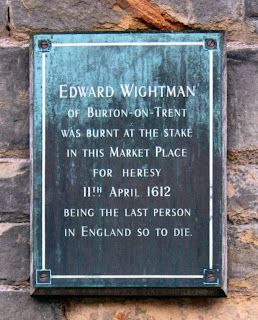 EDWARD WIGHTMAN
OF BURTON-ON-TRENT
WAS BURNT AT THE STAKE
IN THIS MARKET PLACE
FOR HERESY
11TH APRIL 1612
BEING THE LAST PERSON
IN ENGLAND SO TO DIE.